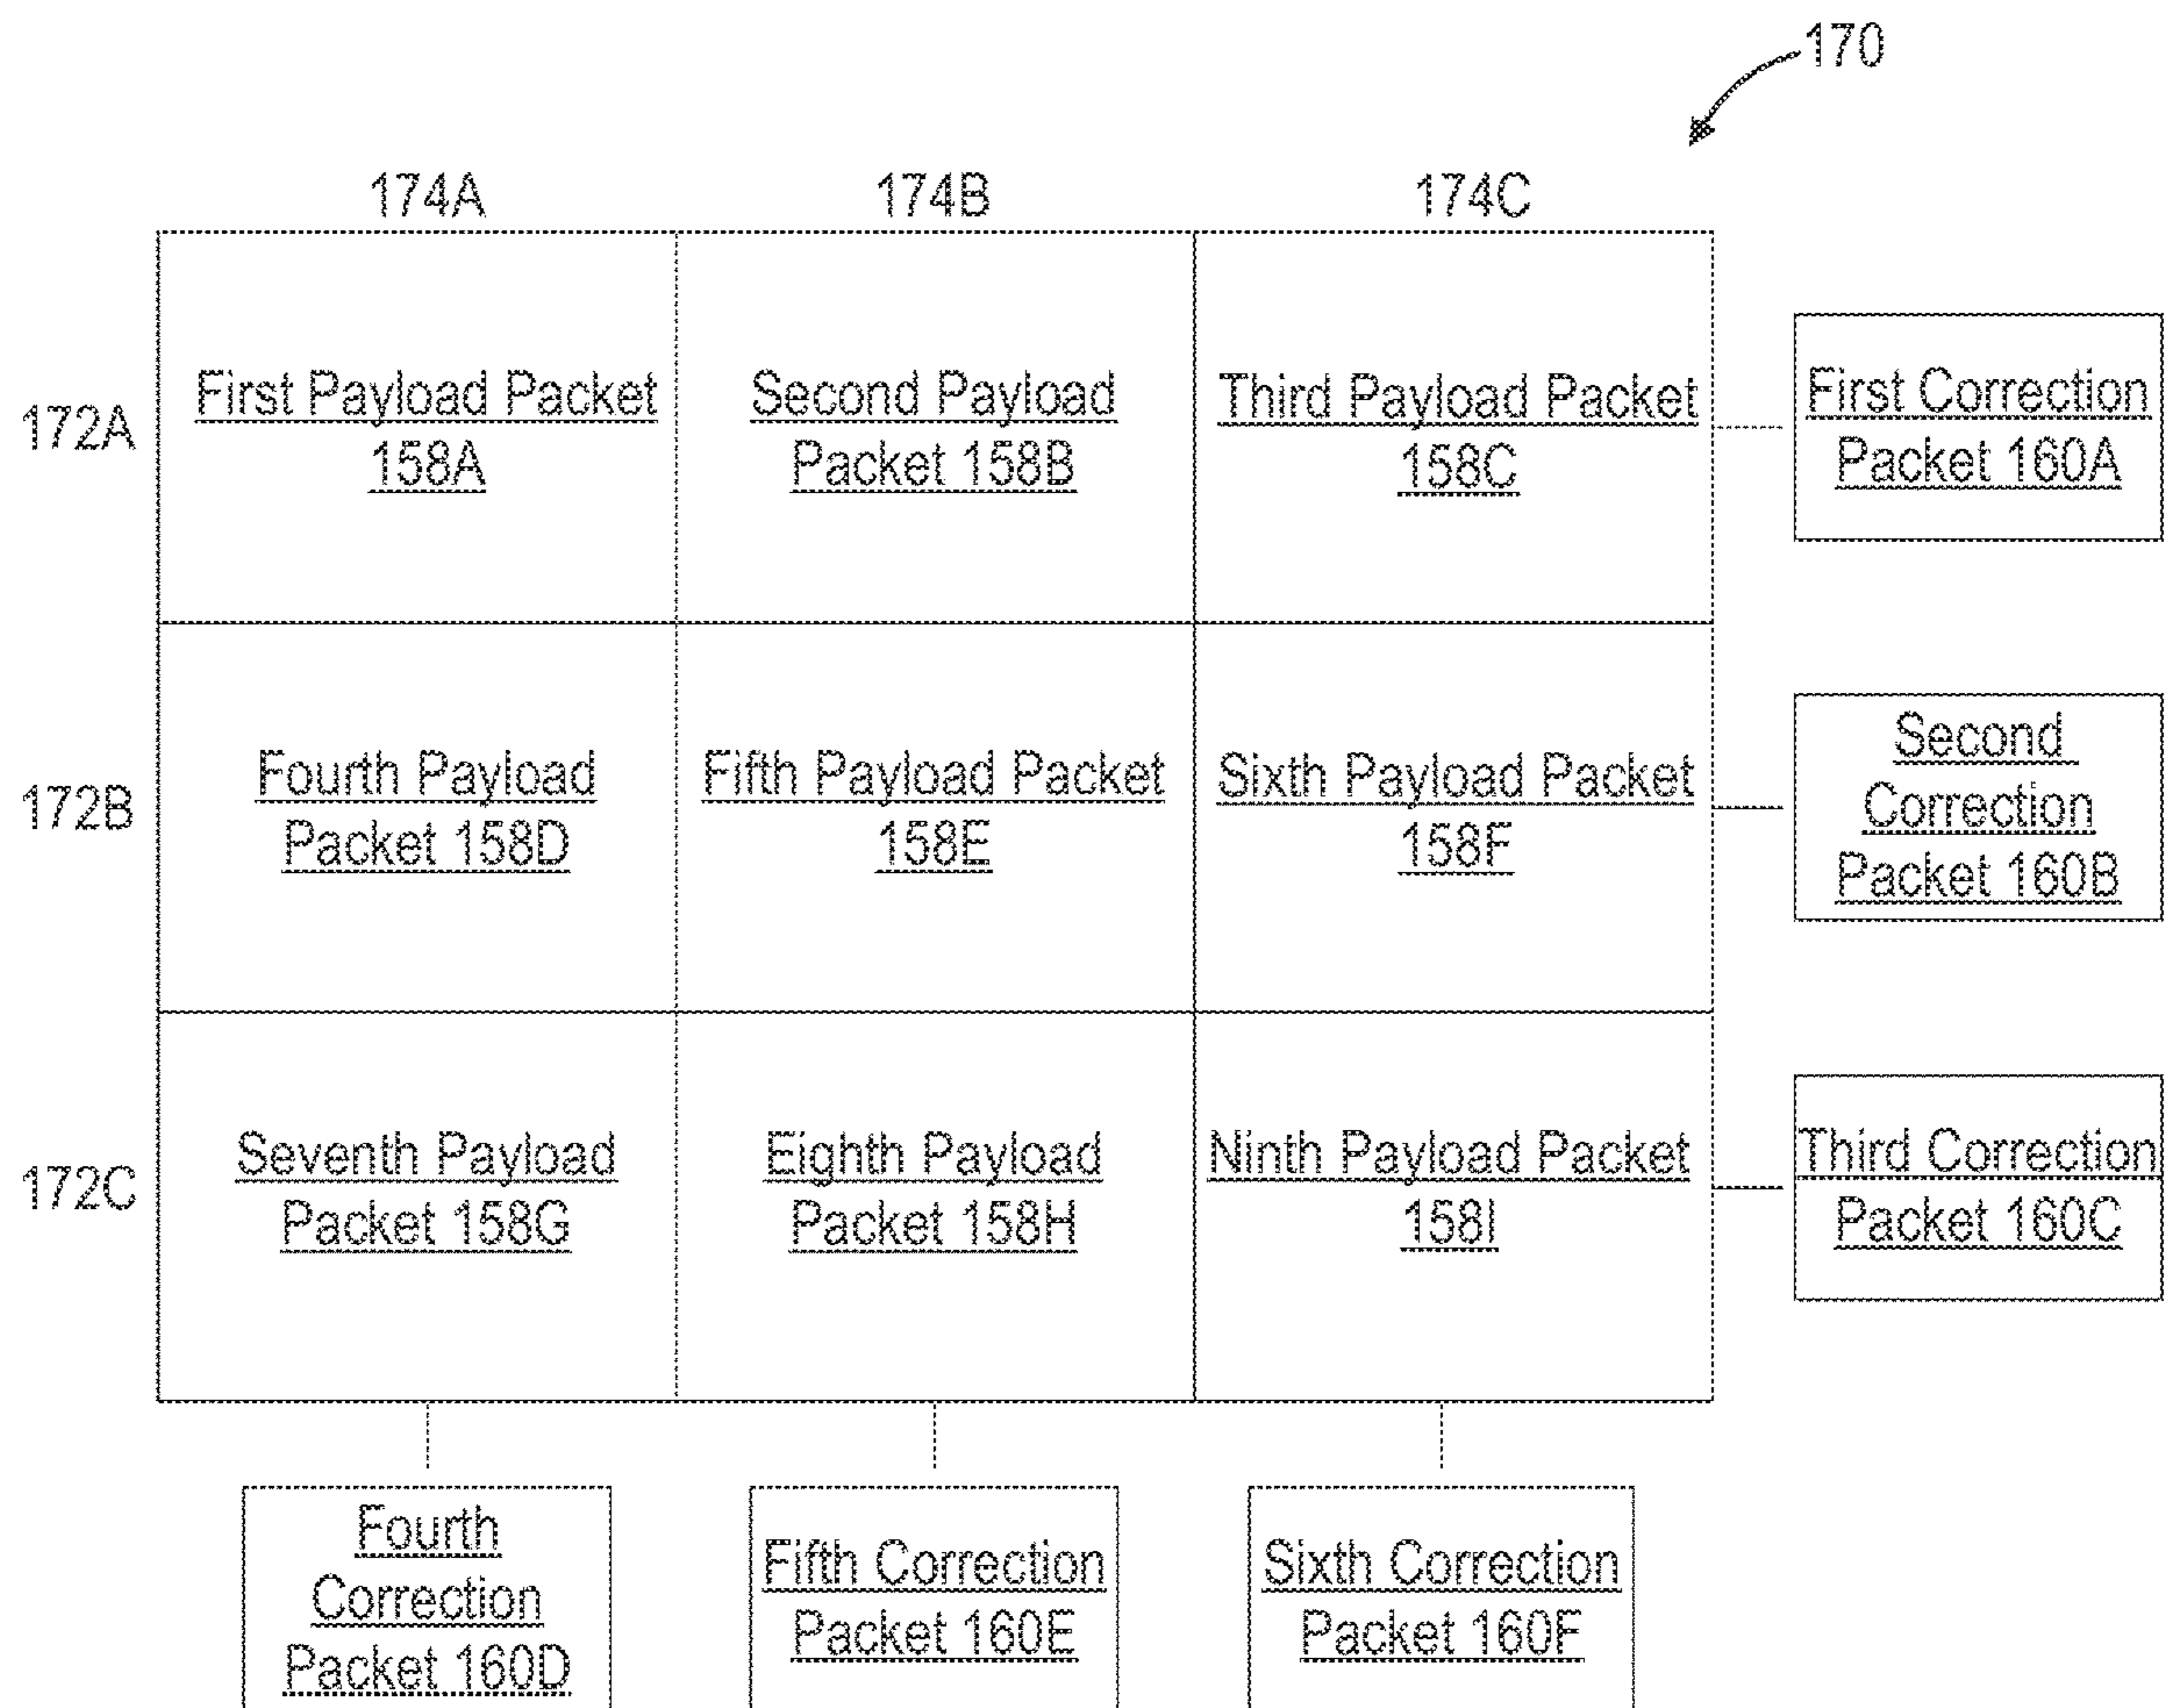 170
174A
174B
174C
172A
First Payload Packet
158A
Second Payload
Packet 158B
Third Payload Packet
158C
First Correction
Packet 160A
172B
Fourth Payload
Packet 158D
Fifth Payload Packet
158E
Sixth Payload Packet
158F
Second
Correction
Packet 160B
172C
Seventh Payload
Packet 158G
Eighth Payload
Packet 158H
Ninth Payload Packet
158I
Third Correction
Packet 160C
Fourth
Correction
Packet 160D
Fifth Correction
Packet 160E
Sixth Correction
Packet 160F